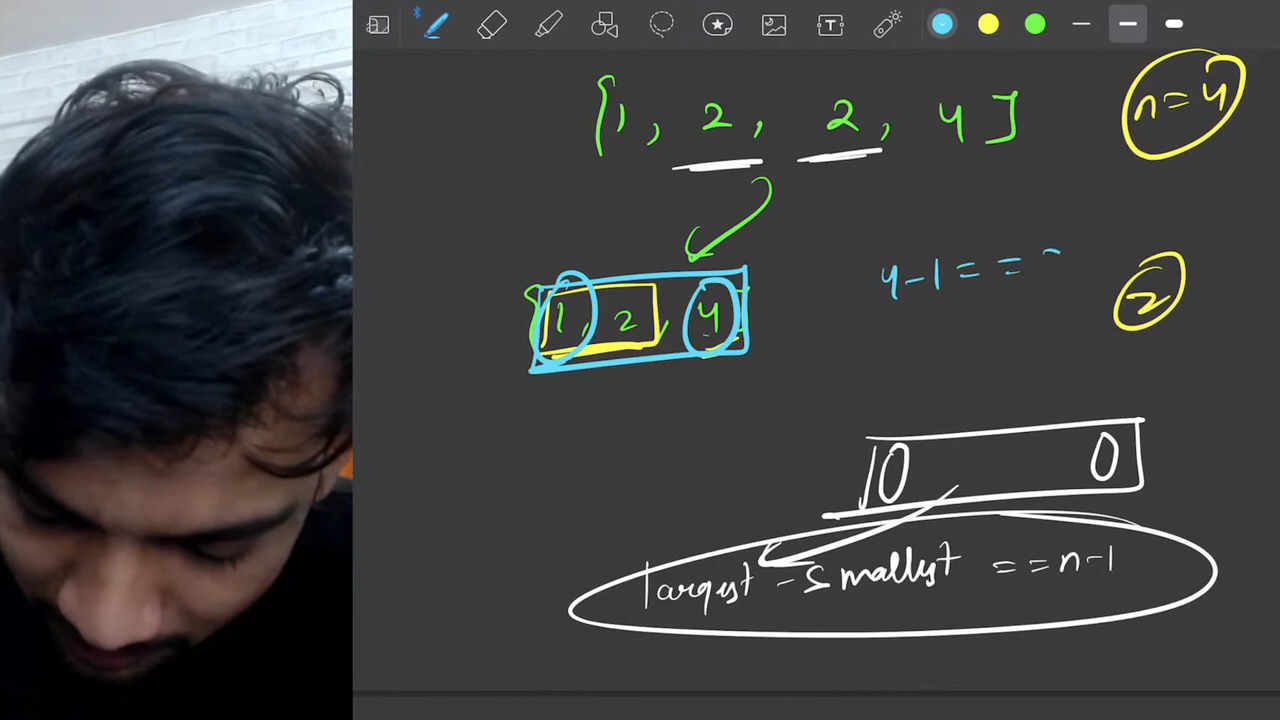 [1, 2, 2, 4]
n=4
[1, 2, 4
4-1==
2
0 0
largest -smallest ==n-1